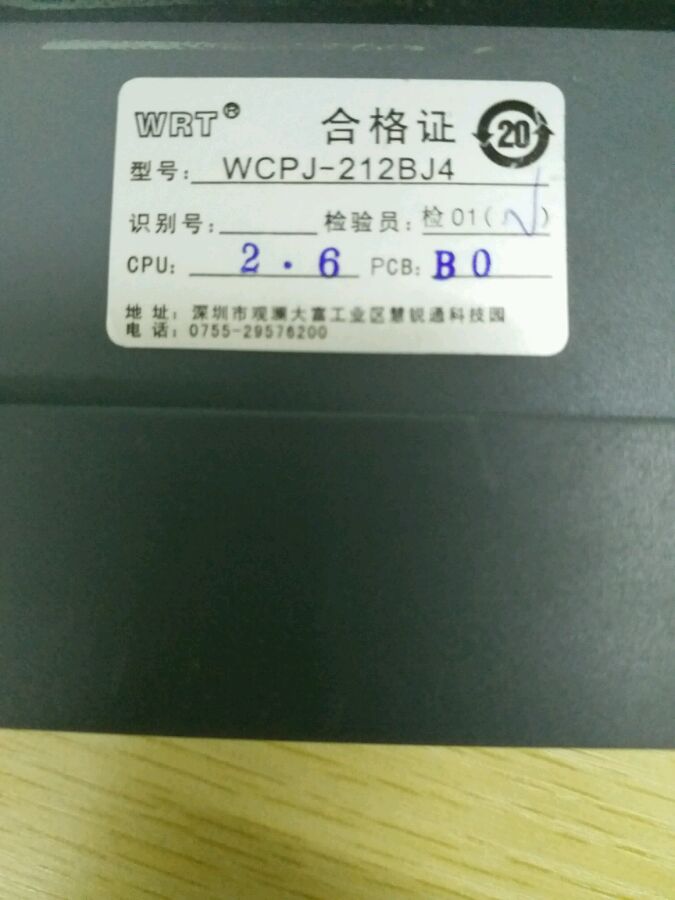 WRT® 合格证 20
型号: WCPJ-212BJ4
识别号: 检验员: 检01( √ )
CPU: 2.6 PCB: B0
地址: 深圳市观澜大富工业区慧锐通科技园
电话: 0755-29576200